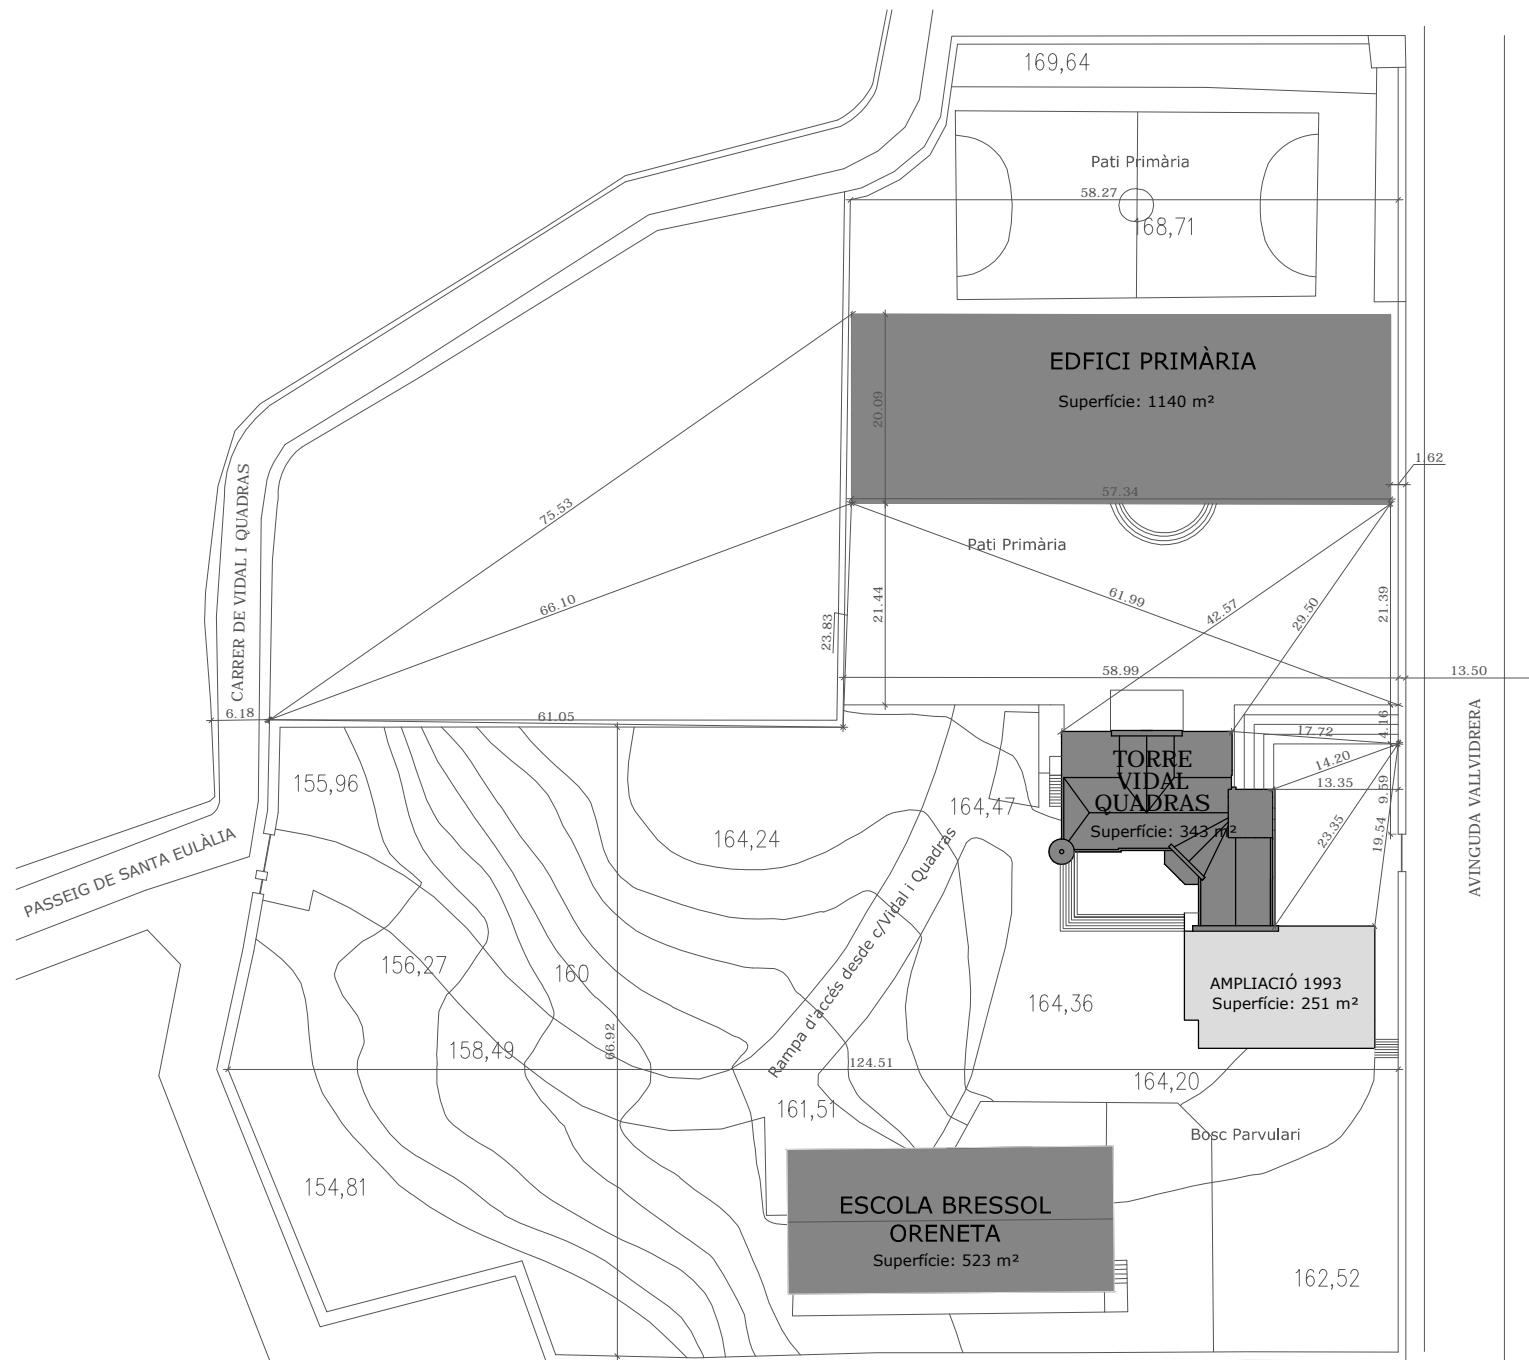 169,64
Pati Primària
58.27
168,71
EDFICI PRIMÀRIA
Superfície: 1140 m²
20.09
1.62
57.34
75.53
CARRER DE VIDAL I QUADRAS
Pati Primària
66.10
21.44
23.83
61.99
42.57
29.50
21.39
58.99
13.50
6.18
61.05
4.16
17.72
TORRE
VIDAL
QUADRAS
Superfície: 343 m²
14.20
13.35
9.59
23.35
19.54
AVINGUDA VALLVIDRERA
155,96
164,47
164,24
PASSEIG DE SANTA EULÀLIA
Rampa d'accés desde c/Vidal i Quadras
156,27
160
164,36
AMPLIACIÓ 1993
Superfície: 251 m²
66.92
158,49
124.51
164,20
161,51
Bosc Parvulari
154,81
ESCOLA BRESSOL
ORENETA
Superfície: 523 m²
162,52